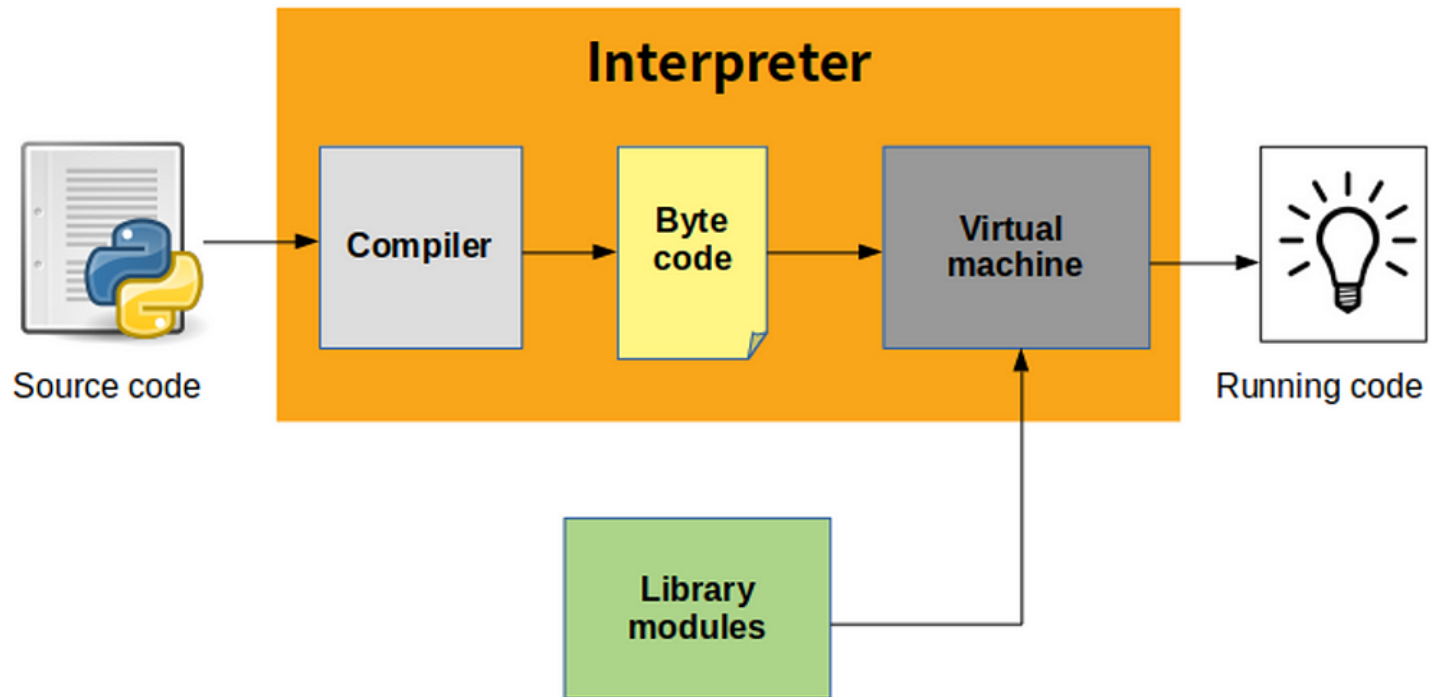 Interpreter
Source code
Compiler
Byte
code
Virtual
machine
Running code
Library
modules